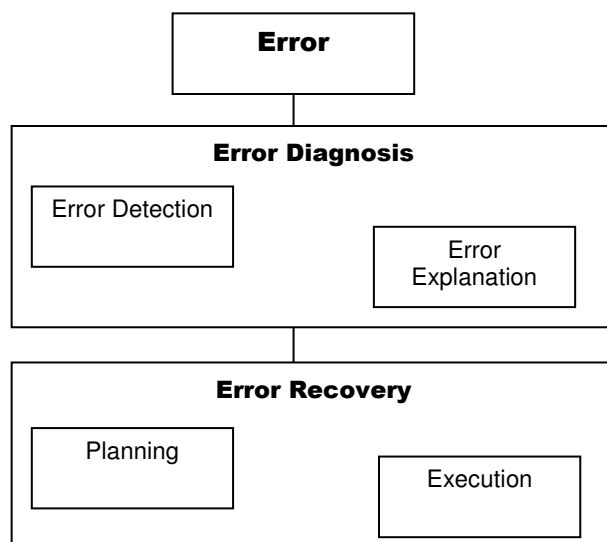 Error
Error Diagnosis
Error Detection
Error
Explanation
Error Recovery
Planning
Execution